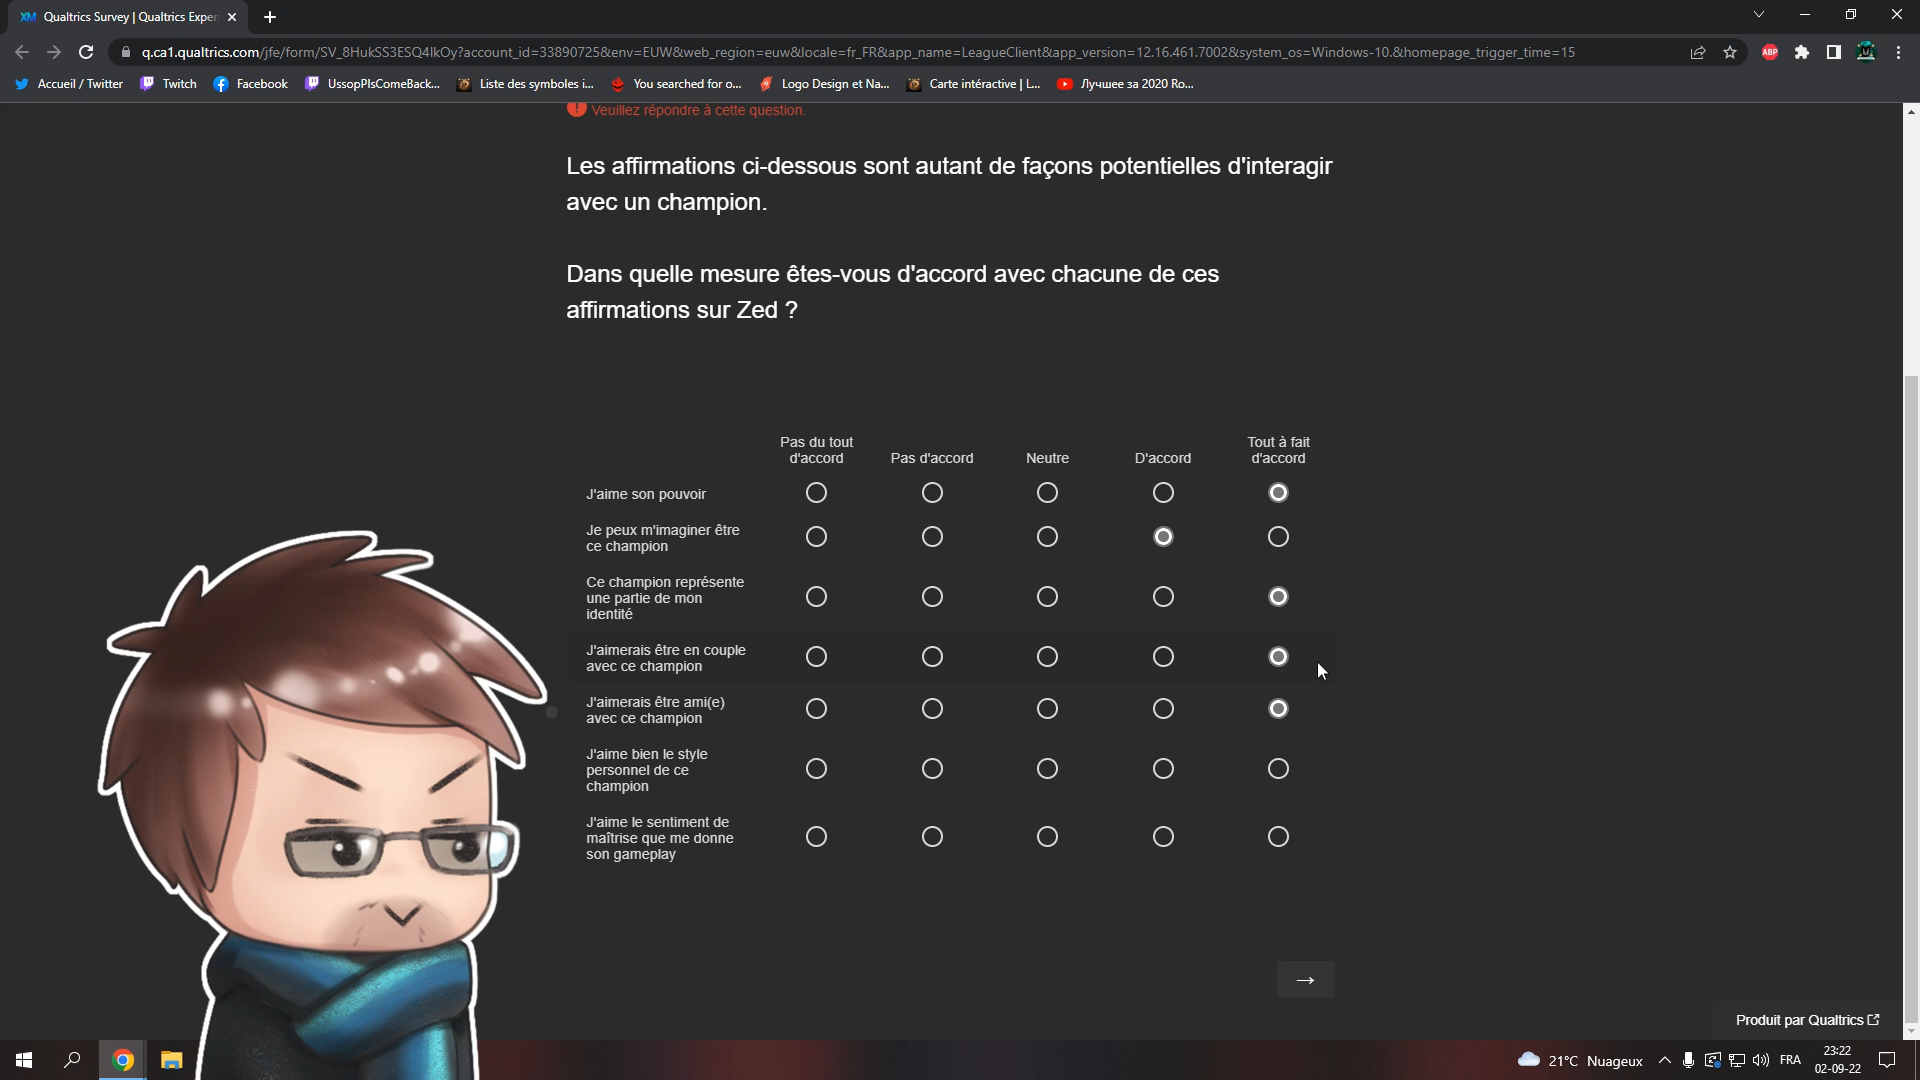 Qualtrics Survey | Qualtrics Exper
q.ca1.qualtrics.com/jfe/form/SV_8HukSS3ESQ4lkOy?account_id=33890725&env=EUW&web_region=euw&locale=fr_FR&app_name=LeagueClient&app_version=12.16.461.7002&system_os=Windows-10.&homepage_trigger_time=15
ABP
Accueil / Twitter
Twitch
Facebook
UssopPlsComeBack...
Liste des symboles i...
You searched for o...
Logo Design et Na...
Carte intéractive | L...
Лучшее за 2020 Ro...
Veuillez répondre à cette question.
Les affirmations ci-dessous sont autant de façons potentielles d'interagir
avec un champion.
Dans quelle mesure êtes-vous d'accord avec chacune de ces
affirmations sur Zed ?
Pas du tout
d'accord
Pas d'accord
Neutre
D'accord
Tout à fait
d'accord
J'aime son pouvoir
Je peux m'imaginer être
ce champion
Ce champion représente
une partie de mon
identité
J'aimerais être en couple
avec ce champion
J'aimerais être ami(e)
avec ce champion
J'aime bien le style
personnel de ce
champion
J'aime le sentiment de
maîtrise que me donne
son gameplay
→
Produit par Qualtrics
21°C Nuageux
FRA
23:22
02-09-22